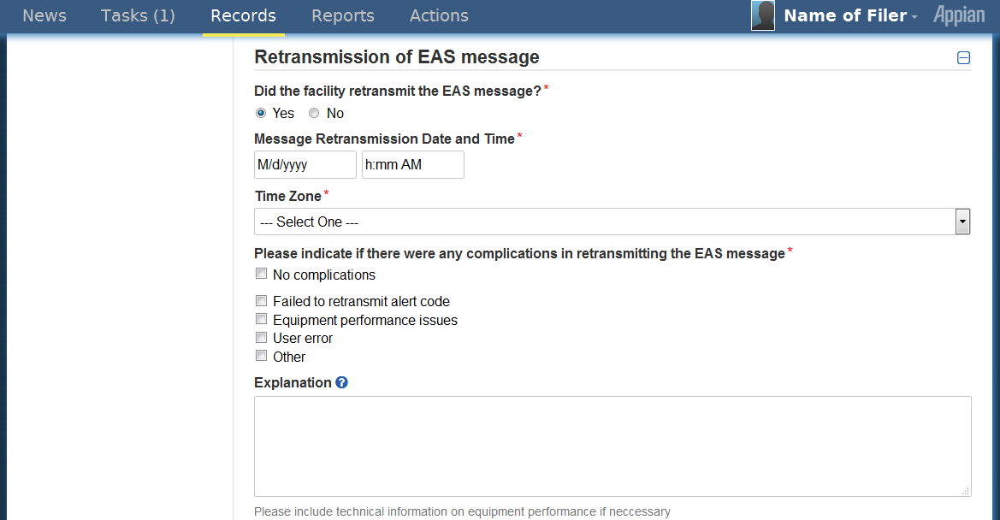 News Tasks (1) Records Reports Actions Name of Filer Appian
Retransmission of EAS message
Did the facility retransmit the EAS message?*
Yes No
Message Retransmission Date and Time*
M/d/yyyy h:mm AM
Time Zone*
--- Select One ---
Please indicate if there were any complications in retransmitting the EAS message*
No complications
Failed to retransmit alert code
Equipment performance issues
User error
Other
Explanation ?
Please include technical information on equipment performance if neccessary